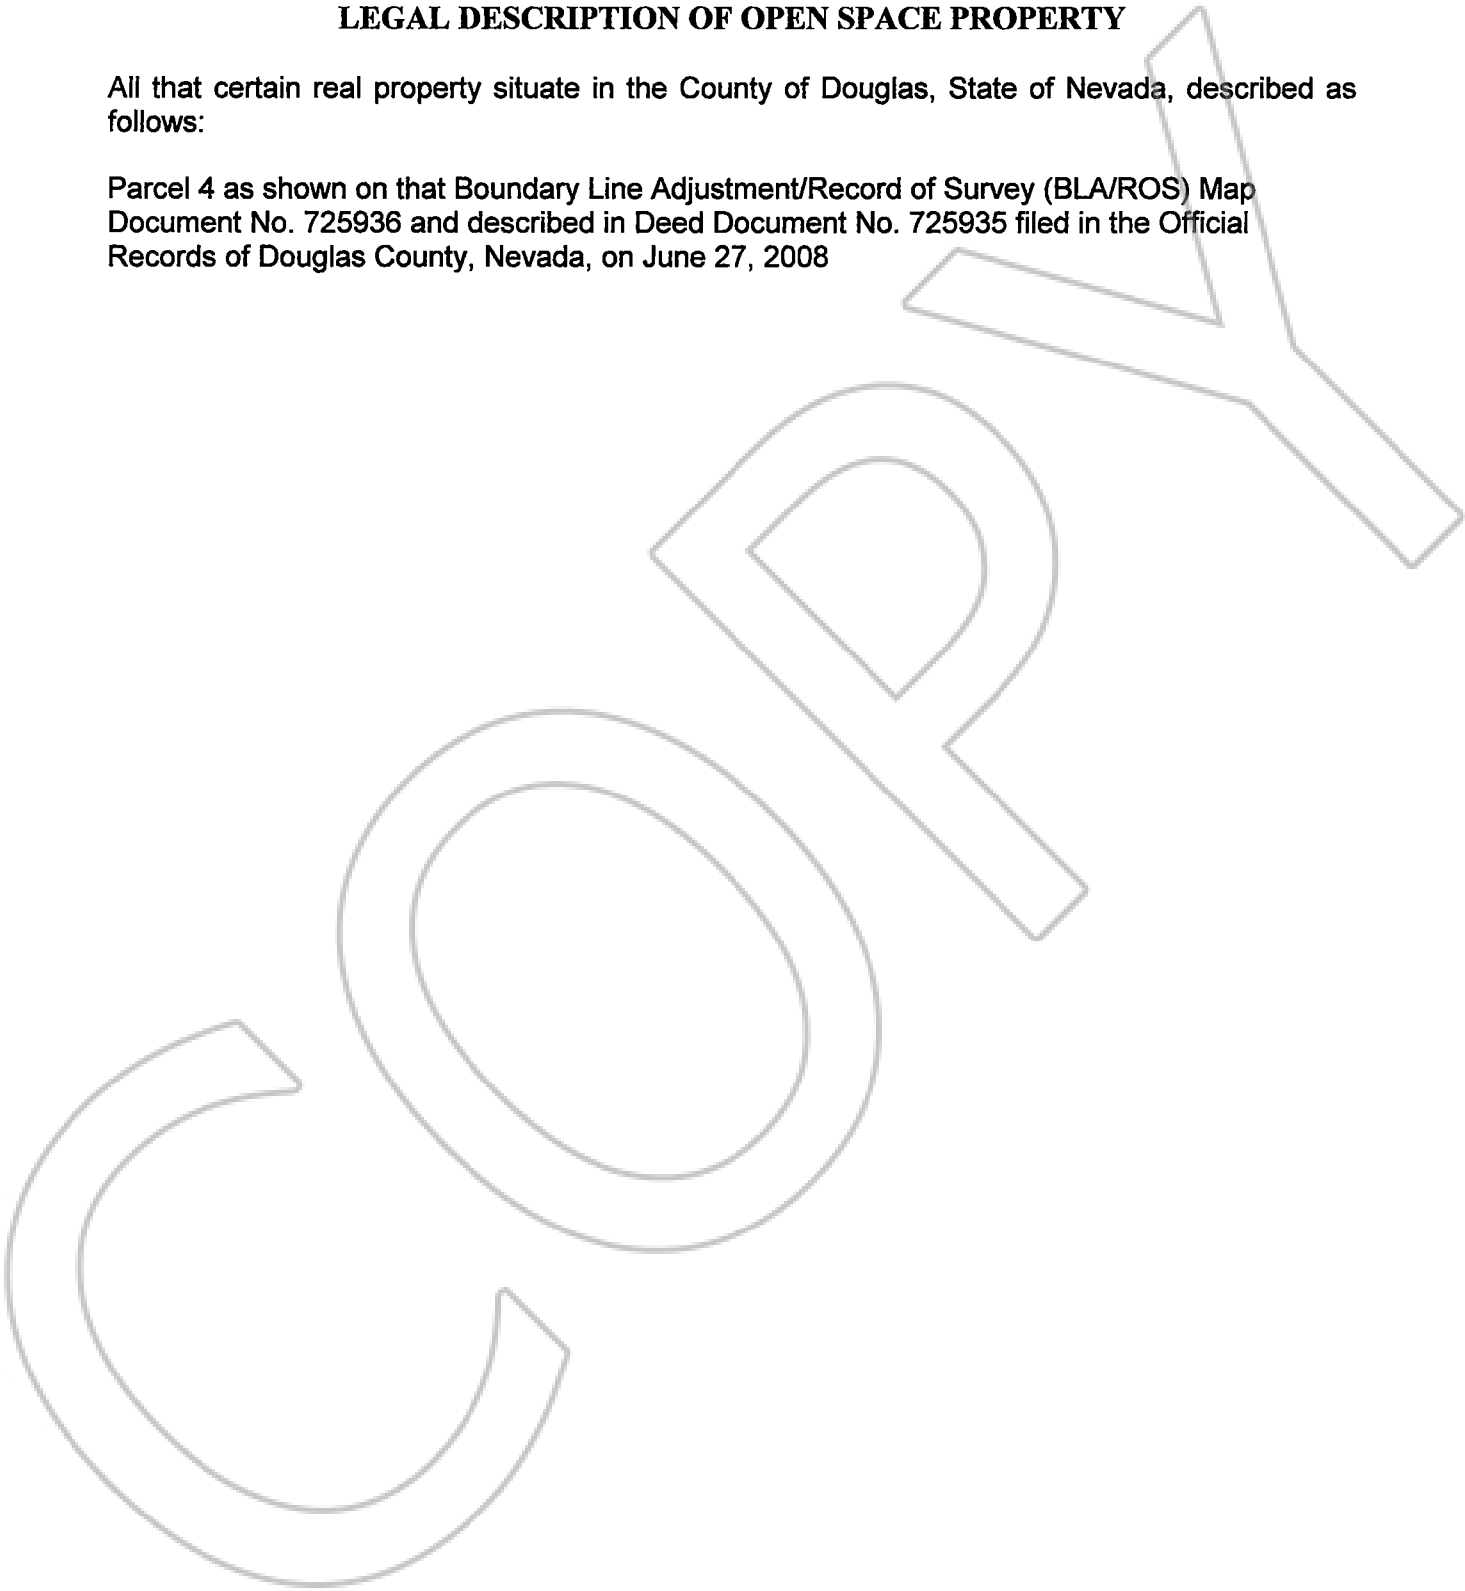 LEGAL DESCRIPTION OF OPEN SPACE PROPERTY
All that certain real property situate in the County of Douglas, State of Nevada, described as
follows:
Parcel 4 as shown on that Boundary Line Adjustment/Record of Survey (BLA/ROS) Map
Document No. 725936 and described in Deed Document No. 725935 filed in the Official
Records of Douglas County, Nevada, on June 27, 2008
COPY